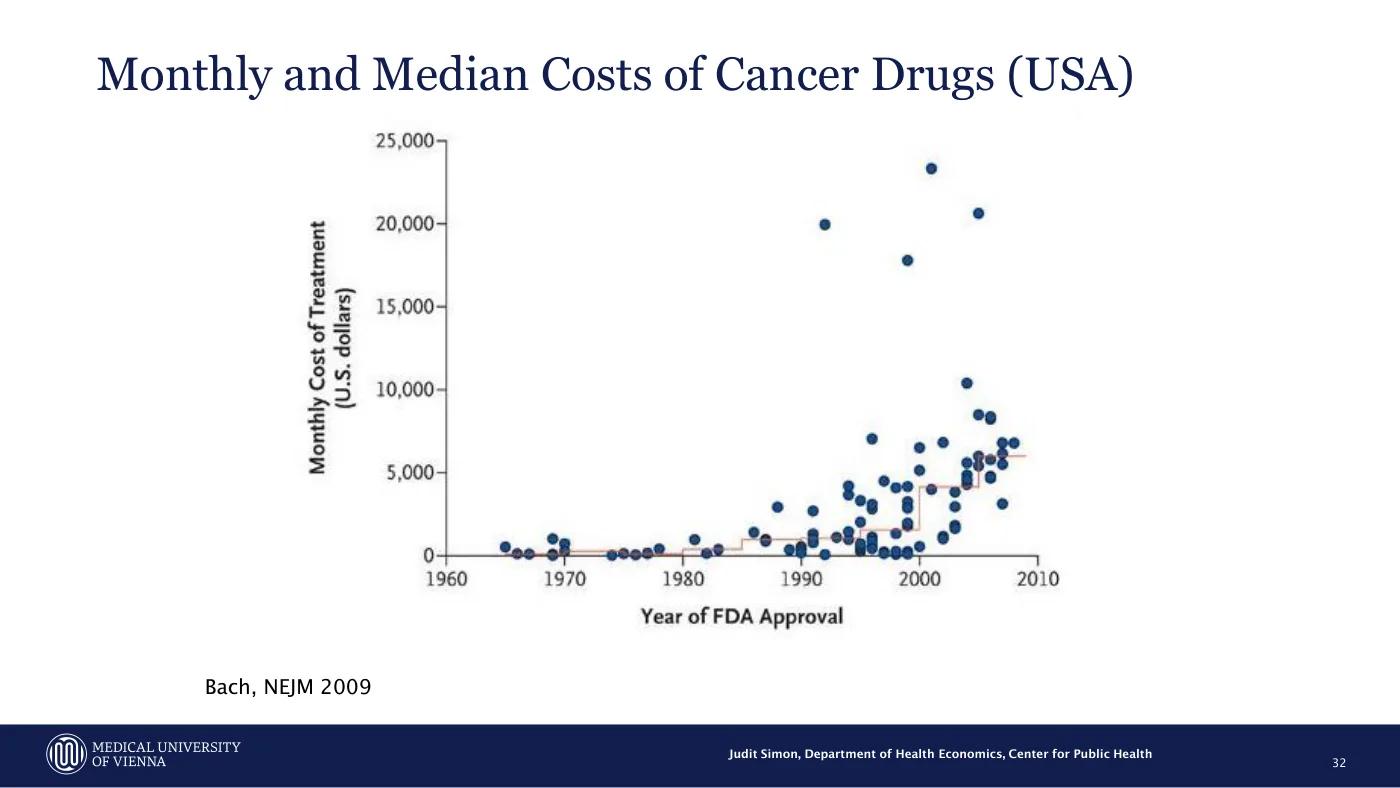 Monthly and Median Costs of Cancer Drugs (USA)
25,000
20,000
15,000
10,000
5,000
0
Monthly Cost of Treatment
(U.S. dollars)
1960 1970 1980 1990 2000 2010
Year of FDA Approval
Bach, NEJM 2009
MEDICAL UNIVERSITY
OF VIENNA
Judit Simon, Department of Health Economics, Center for Public Health
32